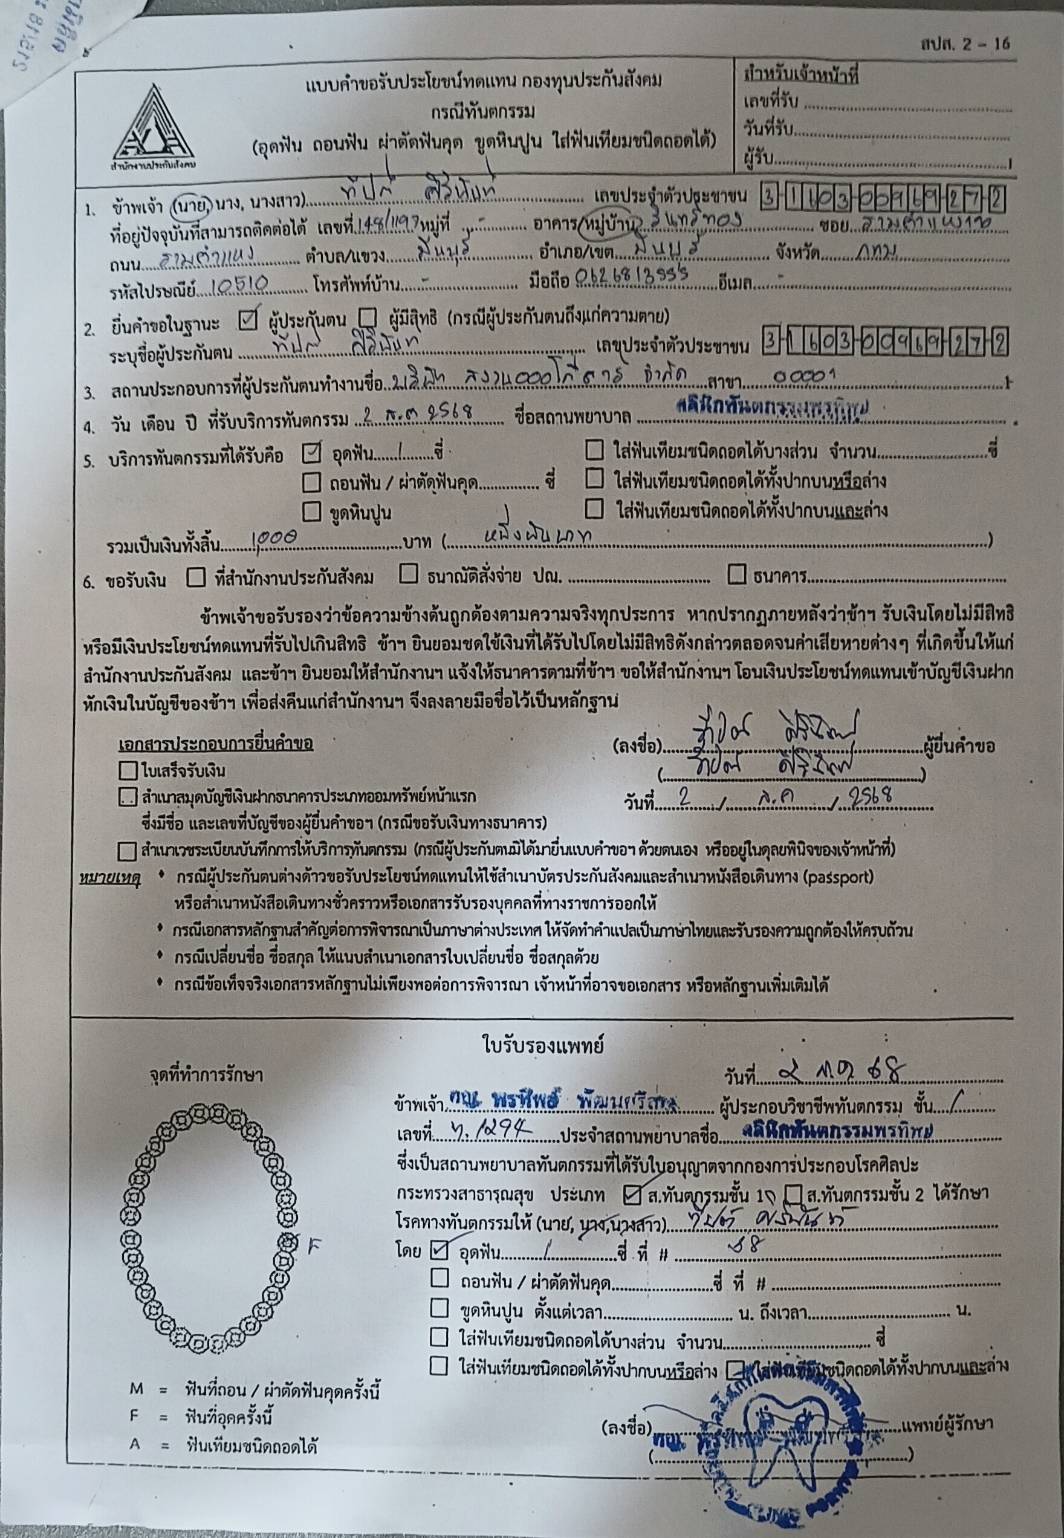 สปส. 2 - 16
แบบคำขอรับประโยชน์ทดแทน กองทุนประกันสังคม
กรณีทันตกรรม
(อุดฟัน ถอนฟัน ผ่าตัดฟันคุด ขูดหินปูน ใส่ฟันเทียมชนิดถอดได้)
สำนักงานประกันสังคม
สำหรับเจ้าหน้าที่
เลขที่รับ
วันที่รับ
ผู้รับ
1. ข้าพเจ้า (นาย, นาง, นางสาว) เลขประจำตัวประชาชน 3-1603-00969-27-2
ที่อยู่ปัจจุบันที่สามารถติดต่อได้ เลขที่ 148/1197 หมู่ที่ - อาคาร/หมู่บ้าน ซอย รามคำแหง
ถนน รามคำแหง ตำบล/แขวง มีนบุรี อำเภอ/เขต มีนบุรี จังหวัด กทม
รหัสไปรษณีย์ 10510 โทรศัพท์บ้าน - มือถือ 0626813555 อีเมล -
2. ยื่นคำขอในฐานะ ☑ ผู้ประกันตน ☐ ผู้มีสิทธิ (กรณีผู้ประกันตนถึงแก่ความตาย)
ระบุชื่อผู้ประกันตน เลขประจำตัวประชาชน 3-1603-00969-27-2
3. สถานประกอบการที่ผู้ประกันตนทำงานชื่อ บริษัท จำกัด สาขา 00001
4. วัน เดือน ปี ที่รับบริการทันตกรรม 2 ส.ค 2568 ชื่อสถานพยาบาล คลินิกทันตกรรมพรทิพย์
5. บริการทันตกรรมที่ได้รับคือ ☑ อุดฟัน 1 ซี่ ☐ ใส่ฟันเทียมชนิดถอดได้บางส่วน จำนวน ซี่
☐ ถอนฟัน / ผ่าตัดฟันคุด ซี่ ☐ ใส่ฟันเทียมชนิดถอดได้ทั้งปากบนหรือล่าง
☐ ขูดหินปูน ☐ ใส่ฟันเทียมชนิดถอดได้ทั้งปากบนและล่าง
รวมเป็นเงินทั้งสิ้น 1,000 บาท ( หนึ่งพันบาท )
6. ขอรับเงิน ☐ ที่สำนักงานประกันสังคม ☐ ธนาณัติสั่งจ่าย ปณ. ☐ ธนาคาร
ข้าพเจ้าขอรับรองว่าข้อความข้างต้นถูกต้องตามความจริงทุกประการ หากปรากฏภายหลังว่าข้าฯ รับเงินโดยไม่มีสิทธิ
หรือมีเงินประโยชน์ทดแทนที่รับไปเกินสิทธิ ข้าฯ ยินยอมชดใช้เงินที่ได้รับไปโดยไม่มีสิทธิดังกล่าวตลอดจนค่าเสียหายต่างๆ ที่เกิดขึ้นให้แก่
สำนักงานประกันสังคม และข้าฯ ยินยอมให้สำนักงานฯ แจ้งให้ธนาคารตามที่ข้าฯ ขอให้สำนักงานฯ โอนเงินประโยชน์ทดแทนเข้าบัญชีเงินฝาก
หักเงินในบัญชีของข้าฯ เพื่อส่งคืนแก่สำนักงานฯ จึงลงลายมือชื่อไว้เป็นหลักฐาน
เอกสารประกอบการยื่นคำขอ
(ลงชื่อ) ผู้ยื่นคำขอ
☐ ใบเสร็จรับเงิน
☐ สำเนาสมุดบัญชีเงินฝากธนาคารประเภทออมทรัพย์หน้าแรก
วันที่ 2 / ส.ค / 2568
ซึ่งมีชื่อ และเลขที่บัญชีของผู้ยื่นคำขอฯ (กรณีขอรับเงินทางธนาคาร)
☐ สำเนาเวชระเบียนบันทึกการให้บริการทันตกรรม (กรณีผู้ประกันตนมิได้มายื่นแบบคำขอฯ ด้วยตนเอง หรืออยู่ในดุลยพินิจของเจ้าหน้าที่)
หมายเหตุ * กรณีผู้ประกันตนต่างด้าวขอรับประโยชน์ทดแทนให้ใช้สำเนาบัตรประกันสังคมและสำเนาหนังสือเดินทาง (passport)
หรือสำเนาหนังสือเดินทางชั่วคราวหรือเอกสารรับรองบุคคลที่ทางราชการออกให้
* กรณีเอกสารหลักฐานสำคัญต่อการพิจารณาเป็นภาษาต่างประเทศ ให้จัดทำคำแปลเป็นภาษาไทยและรับรองความถูกต้องให้ครบถ้วน
* กรณีเปลี่ยนชื่อ ชื่อสกุล ให้แนบสำเนาเอกสารใบเปลี่ยนชื่อ ชื่อสกุลด้วย
* กรณีข้อเท็จจริงเอกสารหลักฐานไม่เพียงพอต่อการพิจารณา เจ้าหน้าที่อาจขอเอกสาร หรือหลักฐานเพิ่มเติมได้
ใบรับรองแพทย์
จุดที่ทำการรักษา
วันที่ 2 68
ข้าพเจ้า ทญ. พรทิพย์ ผู้ประกอบวิชาชีพทันตกรรม ชั้น 1
เลขที่ ท.1294 ประจำสถานพยาบาลชื่อ คลินิกทันตกรรมพรทิพย์
ซึ่งเป็นสถานพยาบาลทันตกรรมที่ได้รับใบอนุญาตจากกองการประกอบโรคศิลปะ
กระทรวงสาธารณสุข ประเภท ☑ ส.ทันตกรรมชั้น 1 ☐ ส.ทันตกรรมชั้น 2 ได้รักษา
โรคทางทันตกรรมให้ (นาย, นาง, นางสาว)
F
โดย ☑ อุดฟัน 1 ซี่ ที่ # 38
☐ ถอนฟัน / ผ่าตัดฟันคุด ซี่ ที่ #
☐ ขูดหินปูน ตั้งแต่เวลา น. ถึงเวลา น.
☐ ใส่ฟันเทียมชนิดถอดได้บางส่วน จำนวน ซี่
☐ ใส่ฟันเทียมชนิดถอดได้ทั้งปากบนหรือล่าง ☐ ใส่ฟันเทียมชนิดถอดได้ทั้งปากบนและล่าง
M = ฟันที่ถอน / ผ่าตัดฟันคุดครั้งนี้
F = ฟันที่อุดครั้งนี้
A = ฟันเทียมชนิดถอดได้
(ลงชื่อ) แพทย์ผู้รักษา